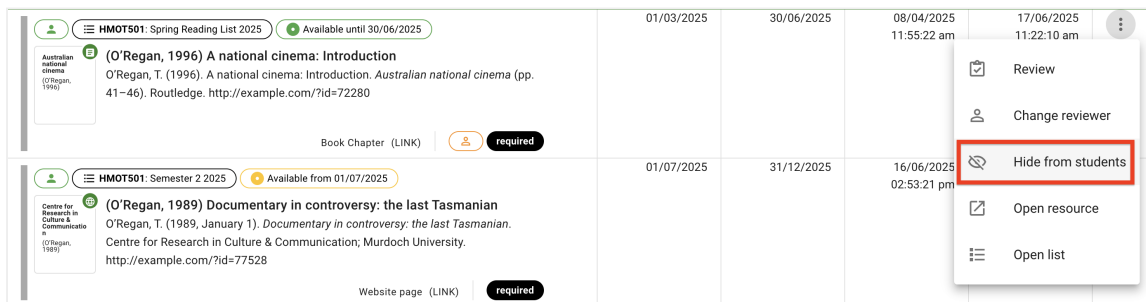 HMOT501: Spring Reading List 2025
Available until 30/06/2025
01/03/2025
30/06/2025
08/04/2025
11:55:22 am
17/06/2025
11:22:10 am
Australian
national
cinema
(O'Regan,
1996)
(O’Regan, 1996) A national cinema: Introduction
O'Regan, T. (1996). A national cinema: Introduction. Australian national cinema (pp.
41–46). Routledge. http://example.com/?id=72280
Book Chapter (LINK)
required
HMOT501: Semester 2 2025
Available from 01/07/2025
01/07/2025
31/12/2025
16/06/2025
02:53:21 pm
Centre for
Research in
Culture &
Communicatio
n
(O'Regan,
1989)
(O’Regan, 1989) Documentary in controversy: the last Tasmanian
O'Regan, T. (1989, January 1). Documentary in controversy: the last Tasmanian.
Centre for Research in Culture & Communication; Murdoch University.
http://example.com/?id=77528
Website page (LINK)
required
Review
Change reviewer
Hide from students
Open resource
Open list